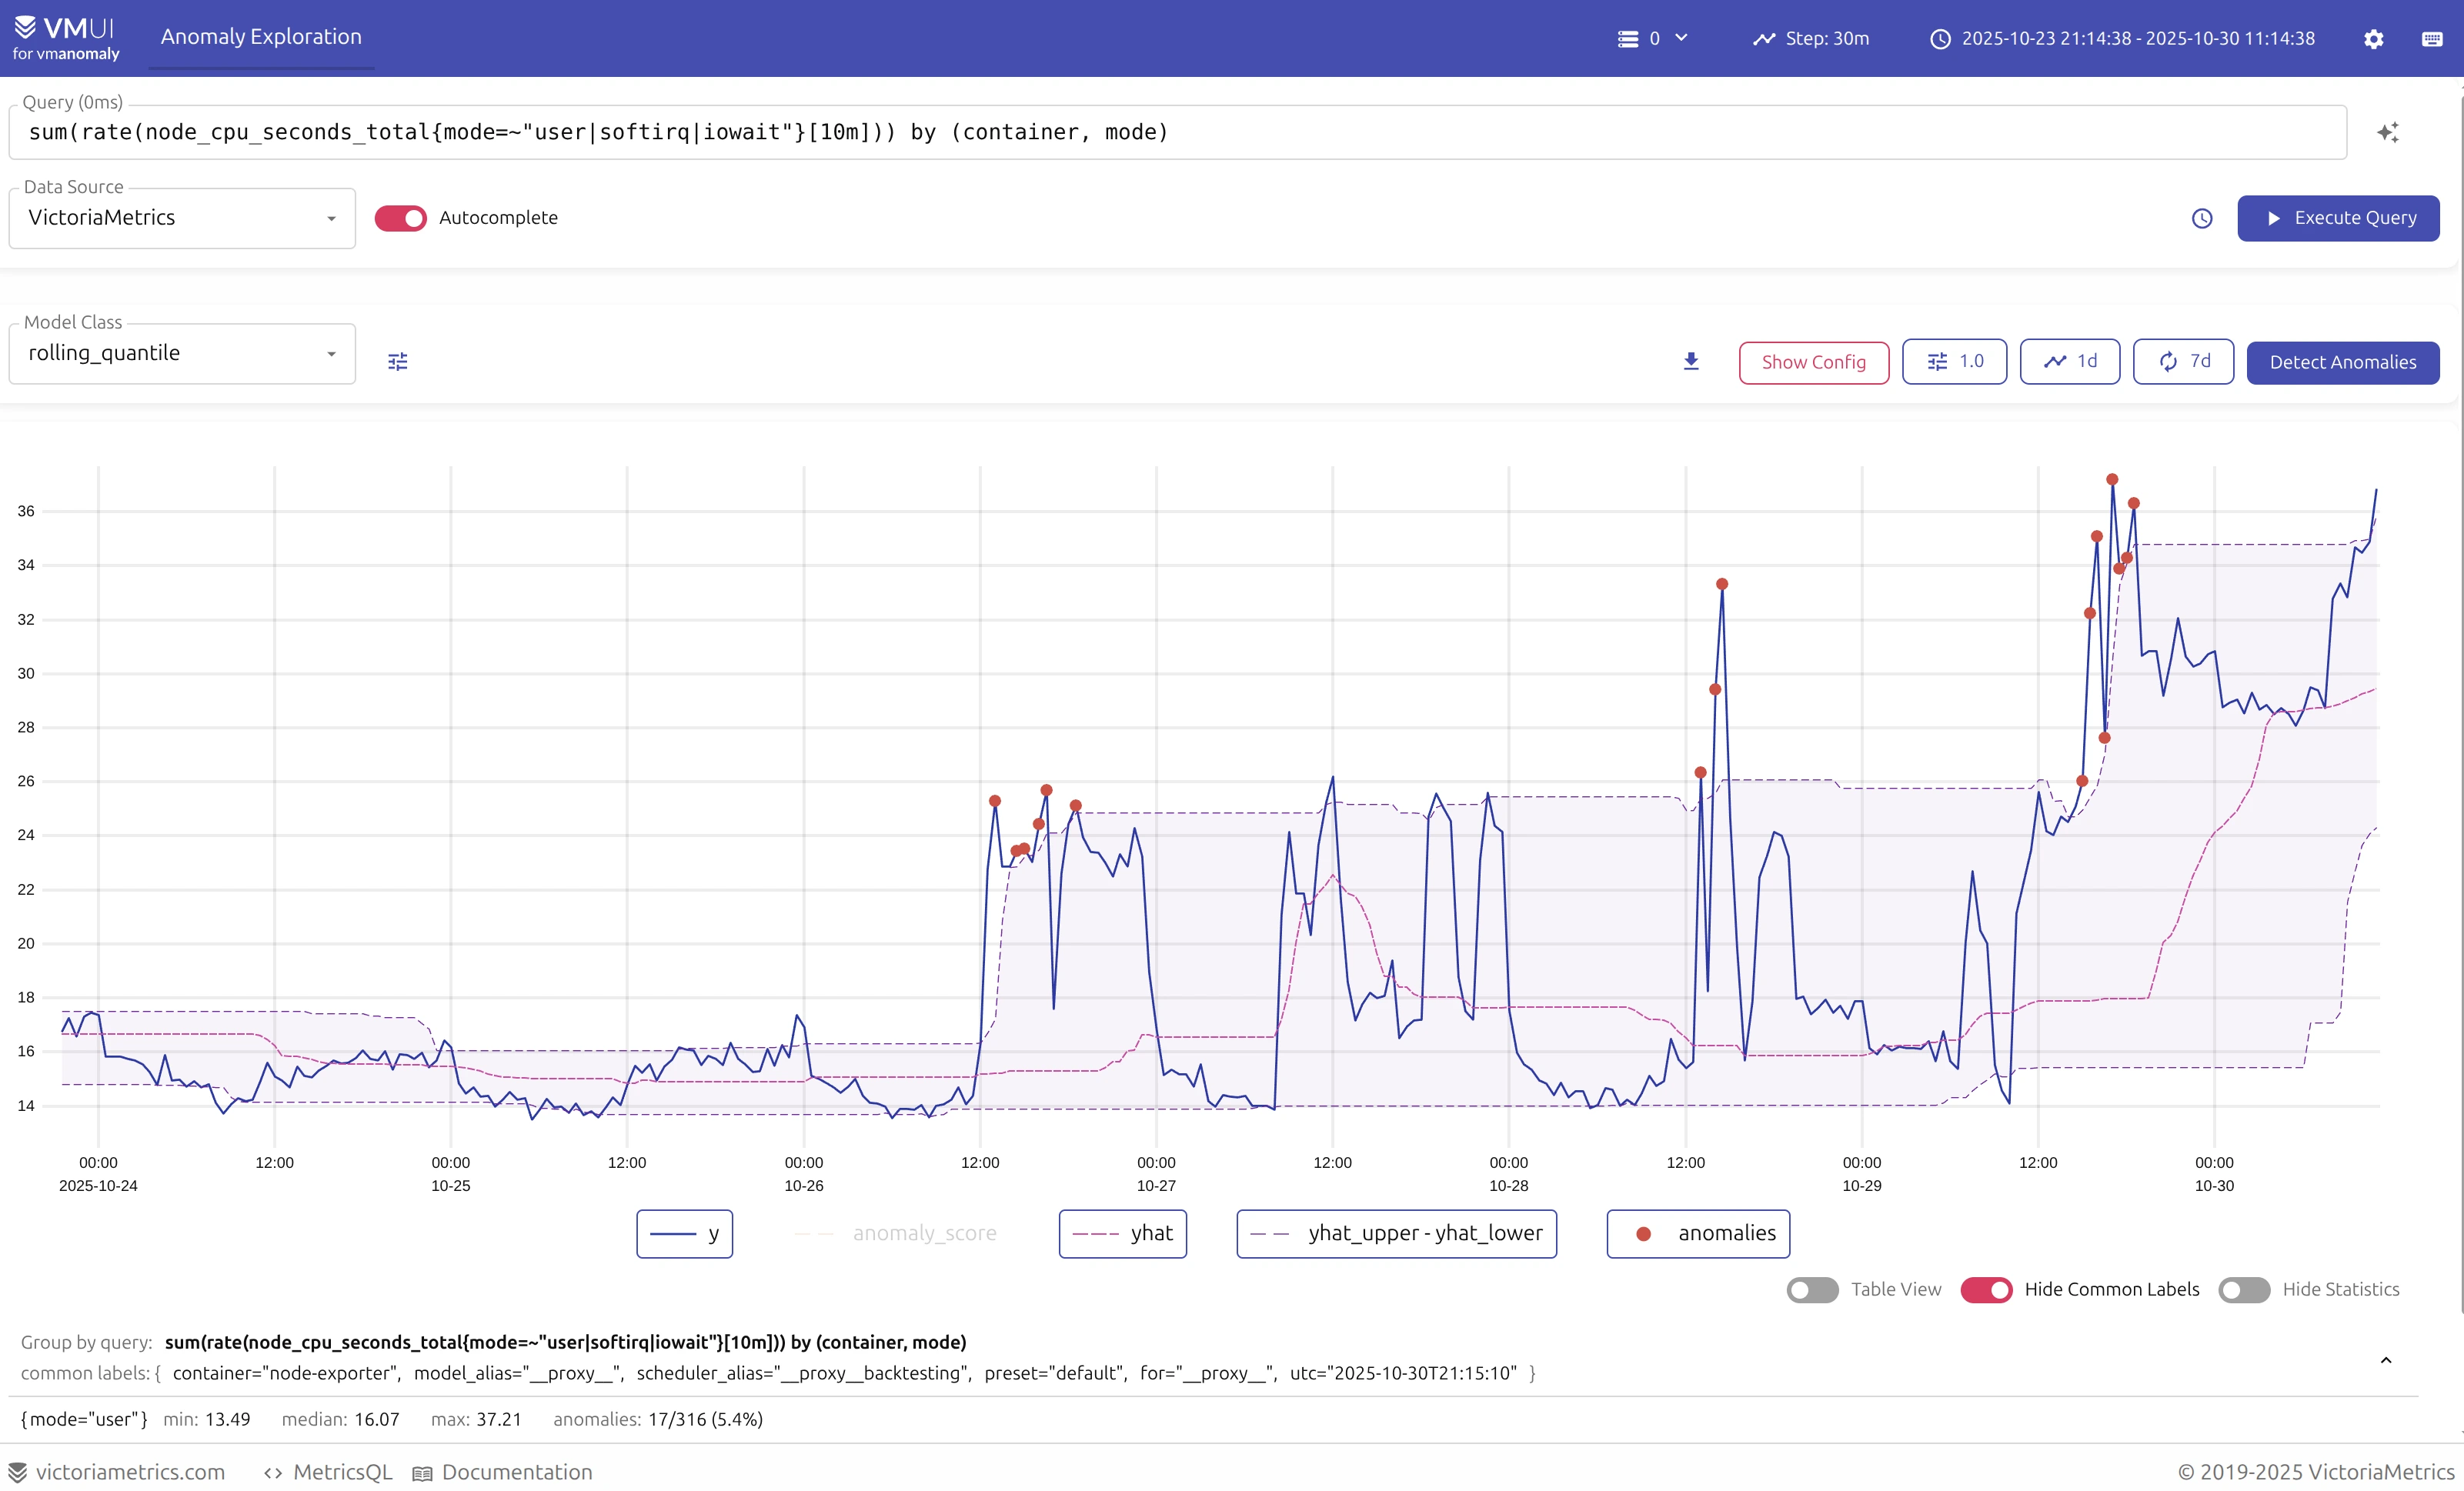 VMUI
for vmanomaly
Anomaly Exploration
0
Step: 30m
2025-10-23 21:14:38 - 2025-10-30 11:14:38
Query (0ms)
sum(rate(node_cpu_seconds_total{mode=~"user|softirq|iowait"}[10m])) by (container, mode)
Data Source
VictoriaMetrics
Autocomplete
Execute Query
Model Class
rolling_quantile
Show Config
1.0
1d
7d
Detect Anomalies
36
34
32
30
28
26
24
22
20
18
16
14
00:00 12:00 00:00 12:00 00:00 12:00 00:00 12:00 00:00 12:00 00:00 12:00 00:00
2025-10-24 10-25 10-26 10-27 10-28 10-29 10-30
y anomaly_score yhat yhat_upper - yhat_lower anomalies
Table View Hide Common Labels Hide Statistics
Group by query: sum(rate(node_cpu_seconds_total{mode=~"user|softirq|iowait"}[10m])) by (container, mode)
common labels: { container="node-exporter", model_alias="__proxy__", scheduler_alias="__proxy__backtesting", preset="default", for="__proxy__", utc="2025-10-30T21:15:10" }
{mode="user"} min: 13.49 median: 16.07 max: 37.21 anomalies: 17/316 (5.4%)
victoriametrics.com <> MetricsQL Documentation
© 2019-2025 VictoriaMetrics